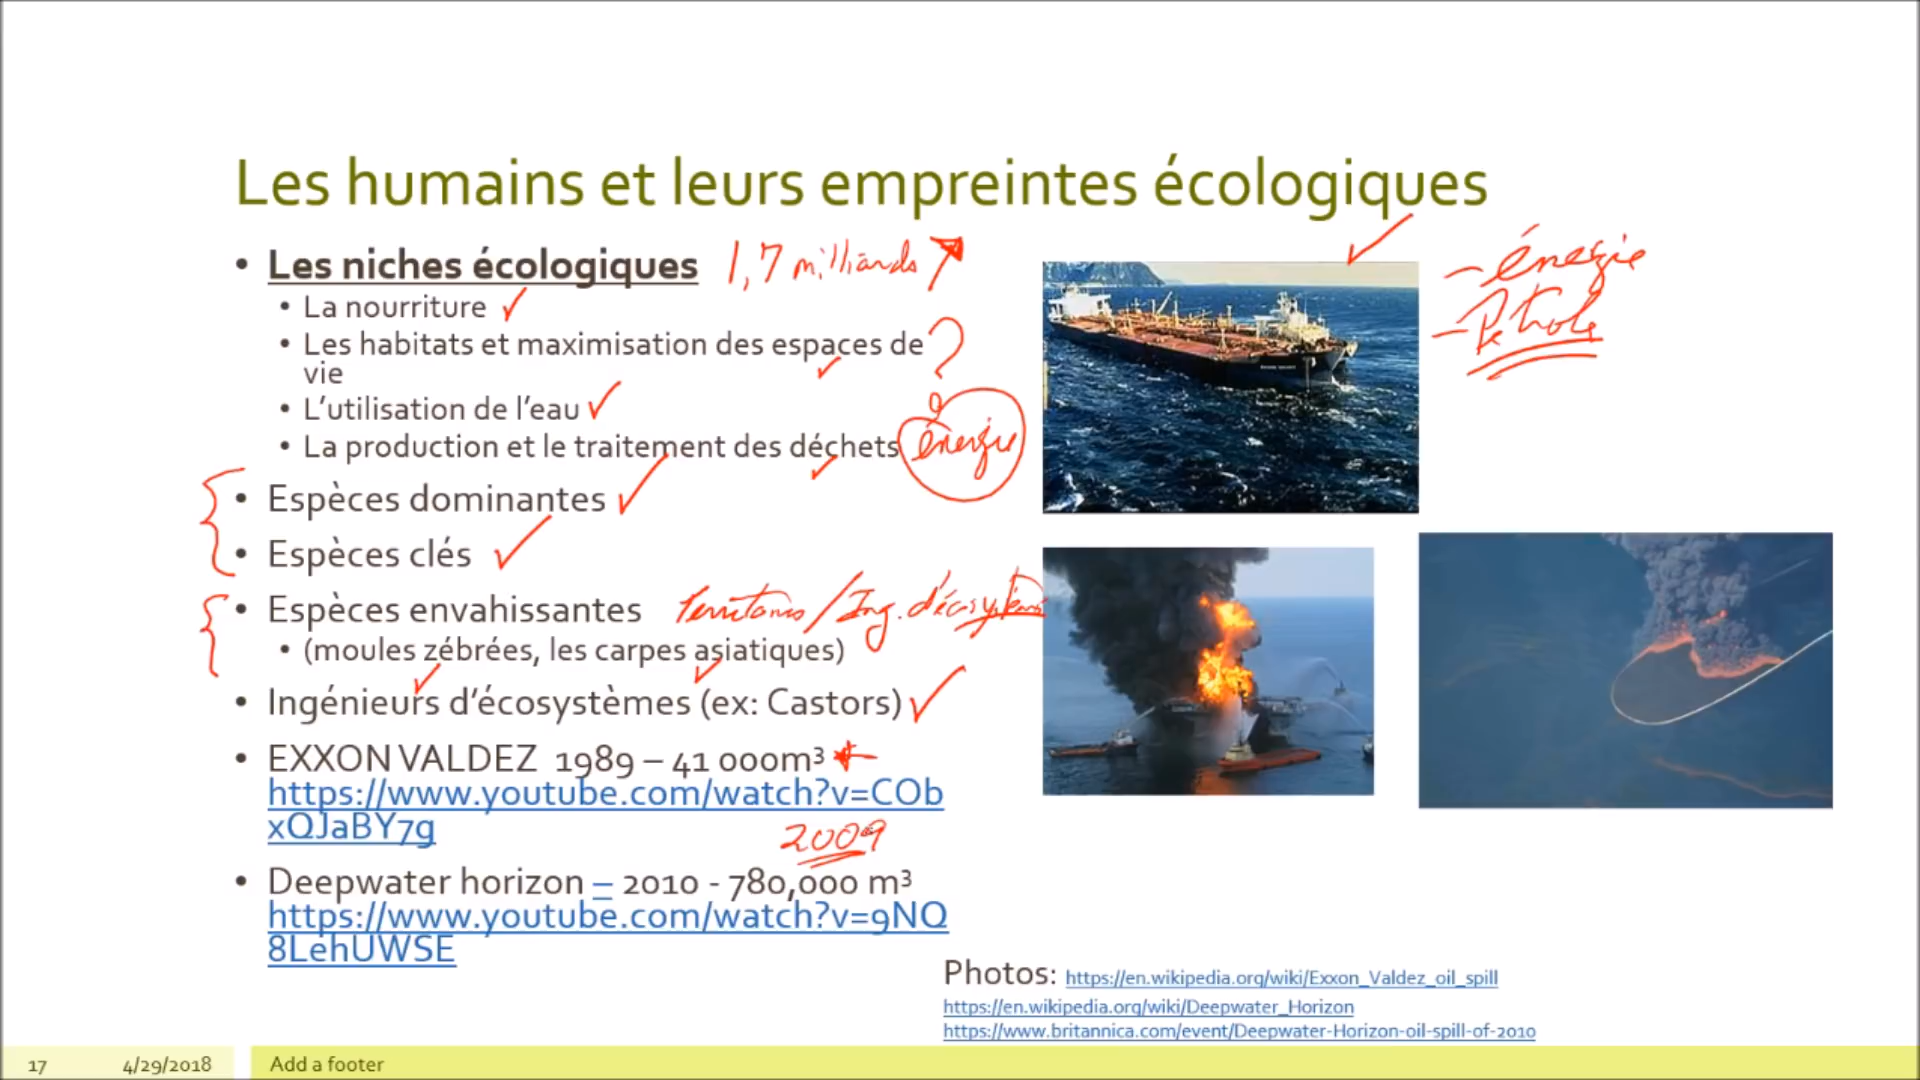 Les humains et leurs empreintes écologiques
• Les niches écologiques 1,7 milliards
• La nourriture
• Les habitats et maximisation des espaces de
vie
?
• L'utilisation de l'eau
• La production et le traitement des déchets énergie
• Espèces dominantes
• Espèces clés
• Espèces envahissantes Territoires / Ing. d'écosystèmes
• (moules zébrées, les carpes asiatiques)
• Ingénieurs d'écosystèmes (ex: Castors)
• EXXON VALDEZ 1989 – 41 000m³
https://www.youtube.com/watch?v=COb
xQJaBY7g
2009
• Deepwater horizon – 2010 - 780,000 m³
https://www.youtube.com/watch?v=9NQ
8LehUWSE
- énergie
- Pétrole
Photos: https://en.wikipedia.org/wiki/Exxon_Valdez_oil_spill
https://en.wikipedia.org/wiki/Deepwater_Horizon
https://www.britannica.com/event/Deepwater-Horizon-oil-spill-of-2010
17 4/29/2018 Add a footer